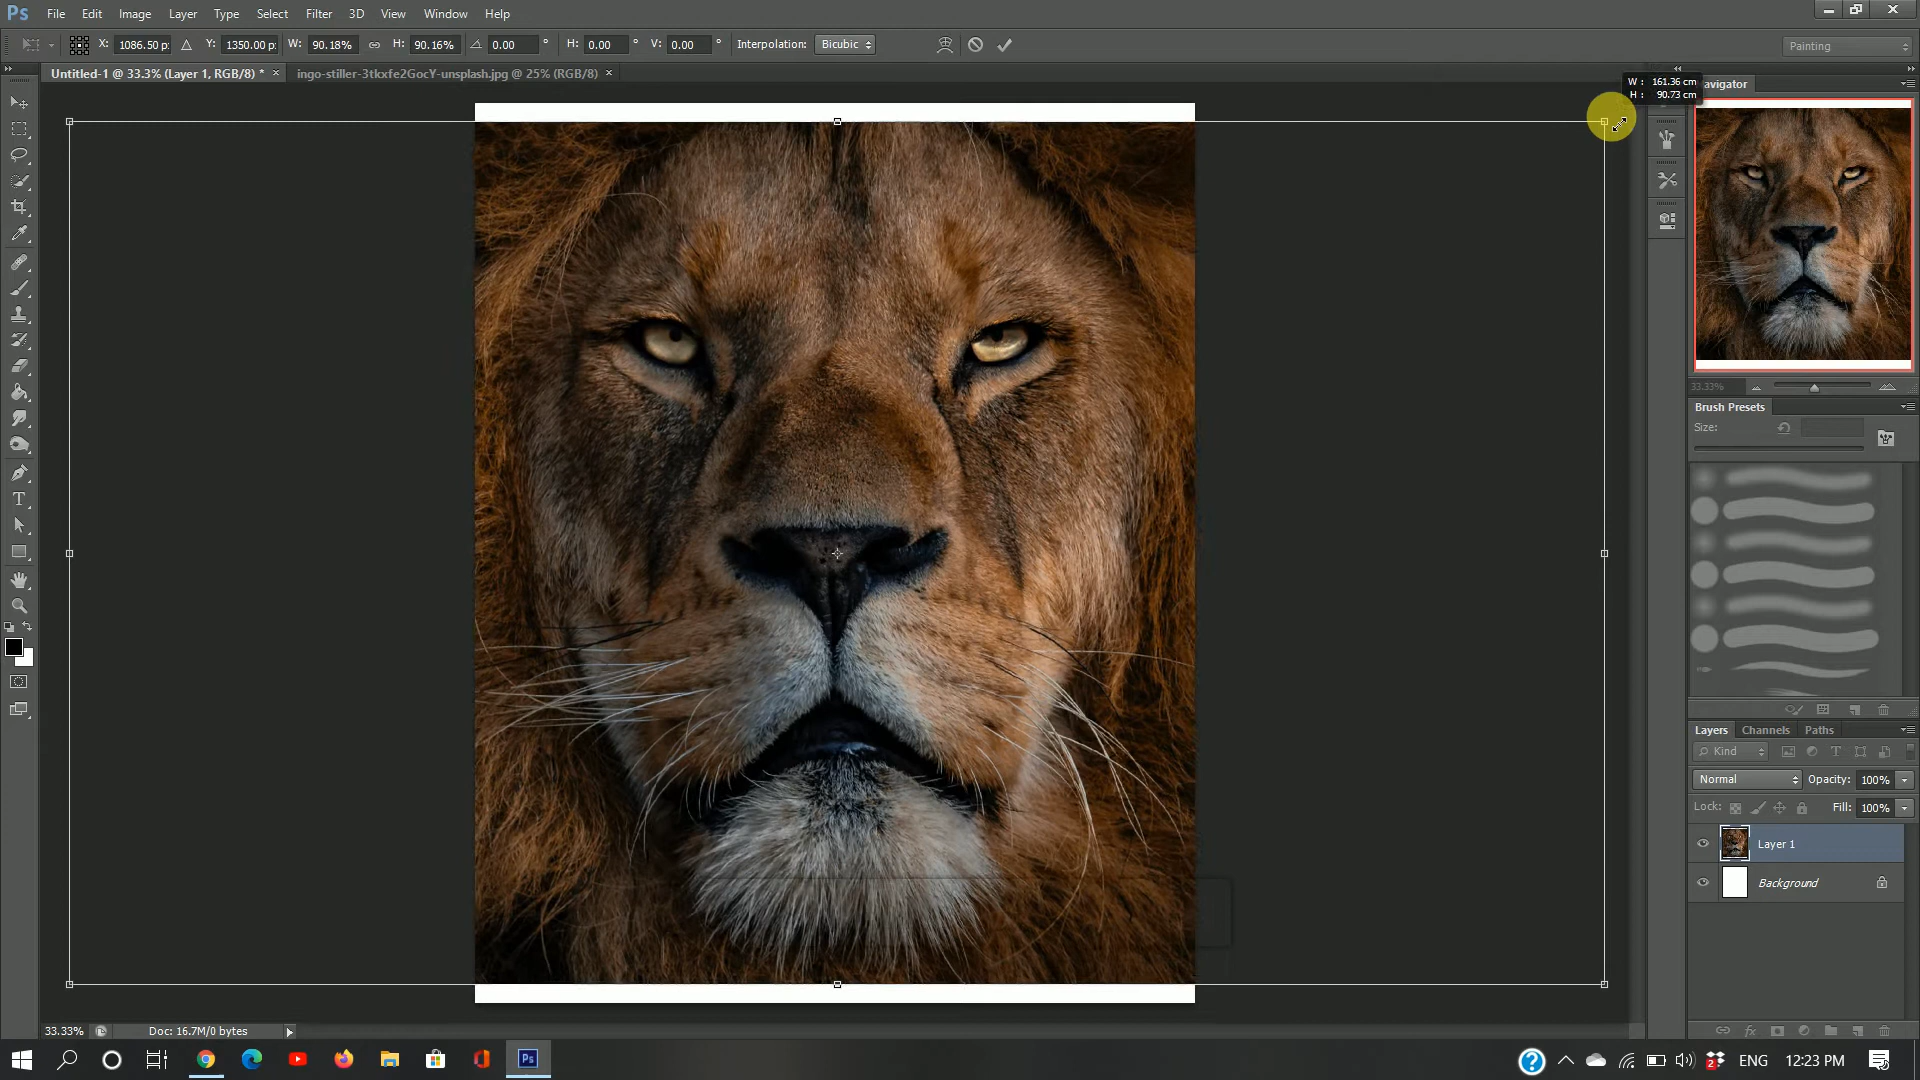 Ps File Edit Image Layer Type Select Filter 3D View Window Help
X: 1086.50 p: Y: 1350.00 p: W: 90.18% H: 90.16% 0.00 ° H: 0.00 ° V: 0.00 ° Interpolation: Bicubic Painting
Untitled-1 @ 33.3% (Layer 1, RGB/8) * × ingo-stiller-3tkxfe2GocY-unsplash.jpg @ 25% (RGB/8) ×
W : 161.36 cm
H : 90.73 cm
avigator
33.33%
Brush Presets
Size:
Layers Channels Paths
Kind
Normal Opacity: 100%
Lock: Fill: 100%
Layer 1
Background
33.33% Doc: 16.7M/0 bytes
Ps 2 ENG 12:23 PM